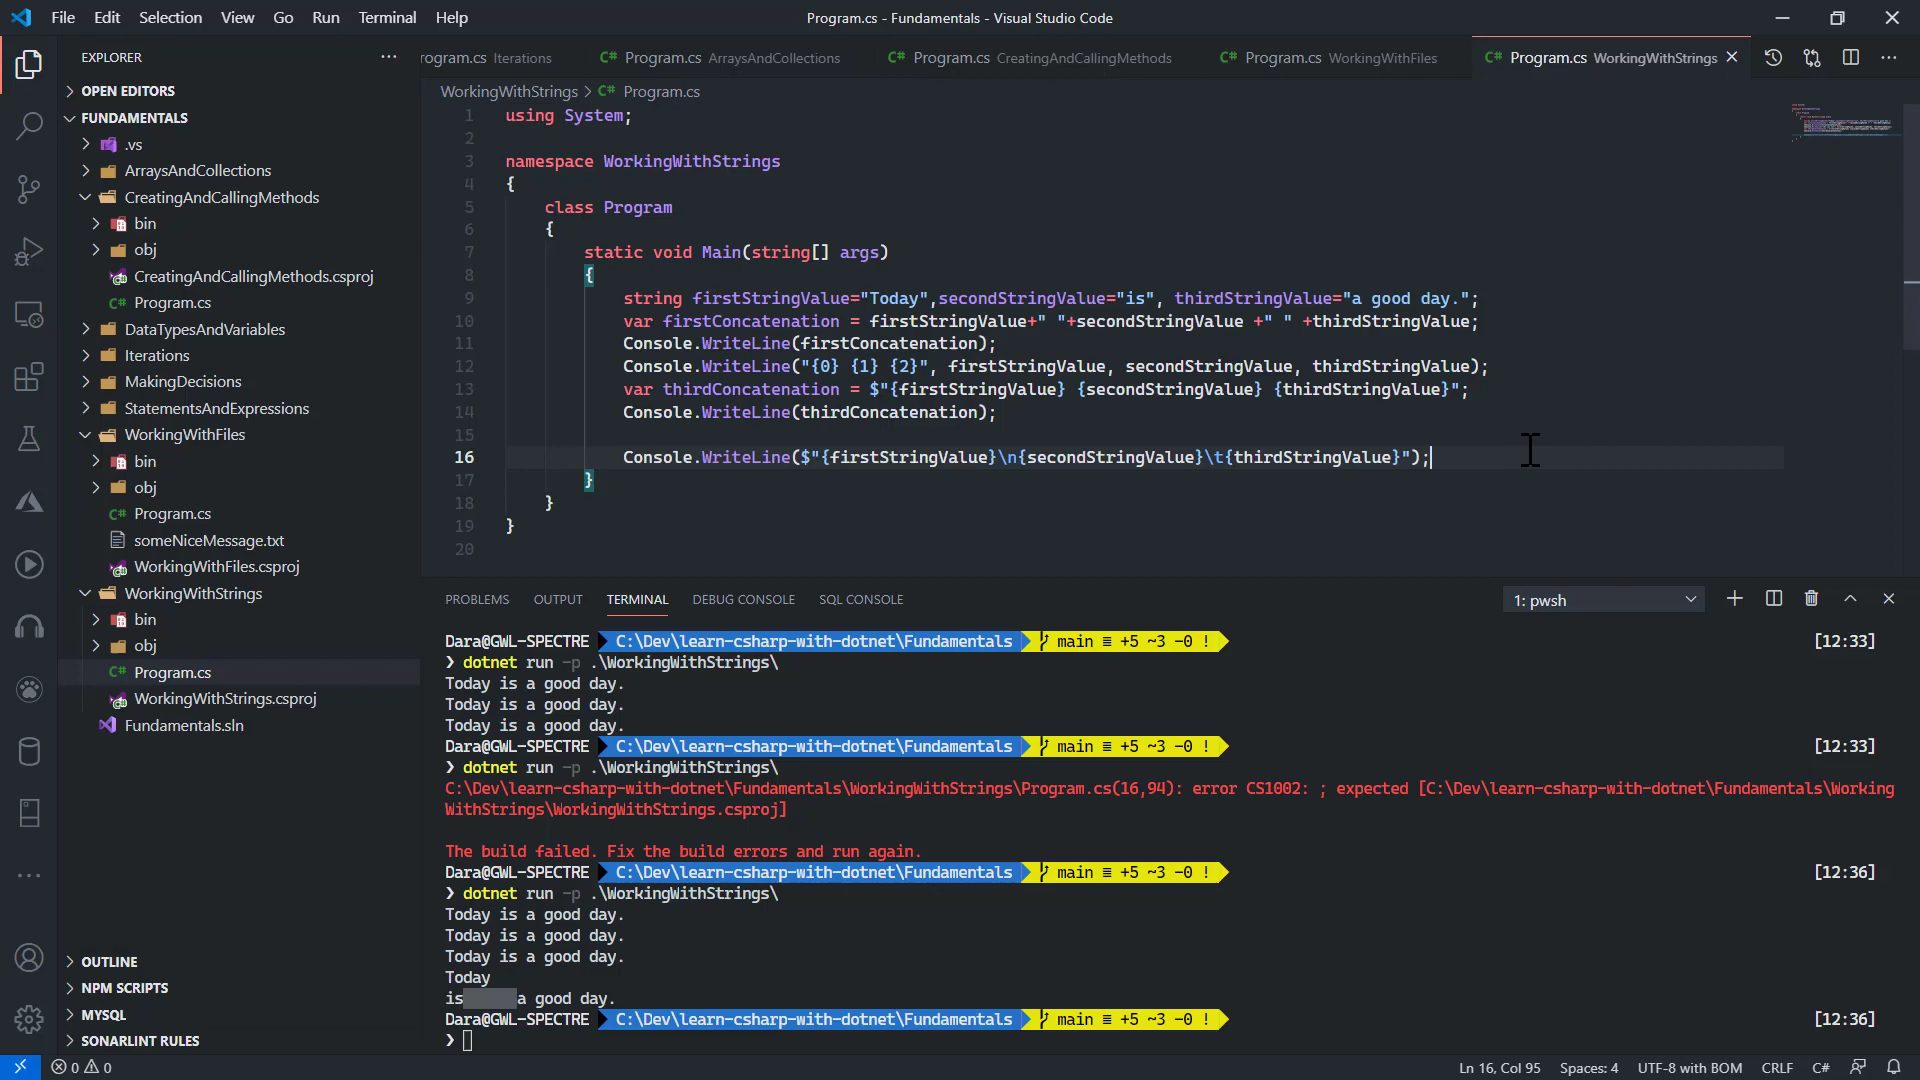 File Edit Selection View Go Run Terminal Help
Program.cs - Fundamentals - Visual Studio Code
EXPLORER
rogram.cs Iterations
C# Program.cs ArraysAndCollections
C# Program.cs CreatingAndCallingMethods
C# Program.cs WorkingWithFiles
C# Program.cs WorkingWithStrings
OPEN EDITORS
FUNDAMENTALS
.vs
ArraysAndCollections
CreatingAndCallingMethods
bin
obj
CreatingAndCallingMethods.csproj
C# Program.cs
DataTypesAndVariables
Iterations
MakingDecisions
StatementsAndExpressions
WorkingWithFiles
bin
obj
C# Program.cs
someNiceMessage.txt
WorkingWithFiles.csproj
WorkingWithStrings
bin
obj
C# Program.cs
WorkingWithStrings.csproj
Fundamentals.sln
OUTLINE
NPM SCRIPTS
MYSQL
SONARLINT RULES
WorkingWithStrings > C# Program.cs
1 using System;
2
3 namespace WorkingWithStrings
4 {
5 class Program
6 {
7 static void Main(string[] args)
8 {
9 string firstStringValue="Today",secondStringValue="is", thirdStringValue="a good day.";
10 var firstConcatenation = firstStringValue+" "+secondStringValue +" " +thirdStringValue;
11 Console.WriteLine(firstConcatenation);
12 Console.WriteLine("{0} {1} {2}", firstStringValue, secondStringValue, thirdStringValue);
13 var thirdConcatenation = $"{firstStringValue} {secondStringValue} {thirdStringValue}";
14 Console.WriteLine(thirdConcatenation);
15
16 Console.WriteLine($"{firstStringValue}\n{secondStringValue}\t{thirdStringValue}");
17 }
18 }
19 }
20
PROBLEMS OUTPUT TERMINAL DEBUG CONSOLE SQL CONSOLE
1: pwsh
Dara@GWL-SPECTRE C:\Dev\learn-csharp-with-dotnet\Fundamentals main ≡ +5 ~3 -0 ! [12:33]
❯ dotnet run -p .\WorkingWithStrings\
Today is a good day.
Today is a good day.
Today is a good day.
Dara@GWL-SPECTRE C:\Dev\learn-csharp-with-dotnet\Fundamentals main ≡ +5 ~3 -0 ! [12:33]
❯ dotnet run -p .\WorkingWithStrings\
C:\Dev\learn-csharp-with-dotnet\Fundamentals\WorkingWithStrings\Program.cs(16,94): error CS1002: ; expected [C:\Dev\learn-csharp-with-dotnet\Fundamentals\Working
WithStrings\WorkingWithStrings.csproj]
The build failed. Fix the build errors and run again.
Dara@GWL-SPECTRE C:\Dev\learn-csharp-with-dotnet\Fundamentals main ≡ +5 ~3 -0 ! [12:36]
❯ dotnet run -p .\WorkingWithStrings\
Today is a good day.
Today is a good day.
Today is a good day.
Today
is a good day.
Dara@GWL-SPECTRE C:\Dev\learn-csharp-with-dotnet\Fundamentals main ≡ +5 ~3 -0 ! [12:36]
❯
0 0
Ln 16, Col 95 Spaces: 4 UTF-8 with BOM CRLF C#